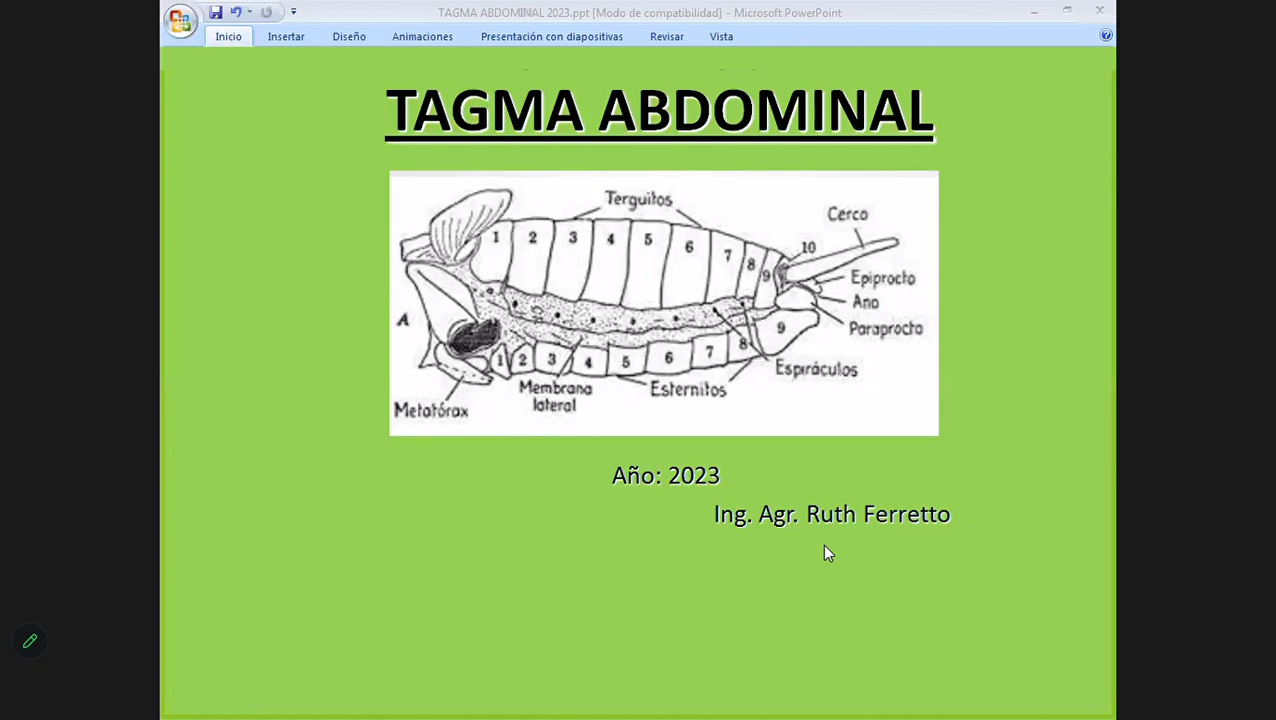 TAGMA ABDOMINAL 2023.ppt [Modo de compatibilidad] - Microsoft PowerPoint
Inicio Insertar Diseño Animaciones Presentación con diapositivas Revisar Vista
TAGMA ABDOMINAL
Terguitos
Cerco
1 2 3 4 5 6 7 8 9 10
Epiprocto
Ano
A
Paraprocto
1 2 3 4 5 6 7 8 9
Espiráculos
Membrana
lateral
Esternitos
Metatórax
Año: 2023
Ing. Agr. Ruth Ferretto